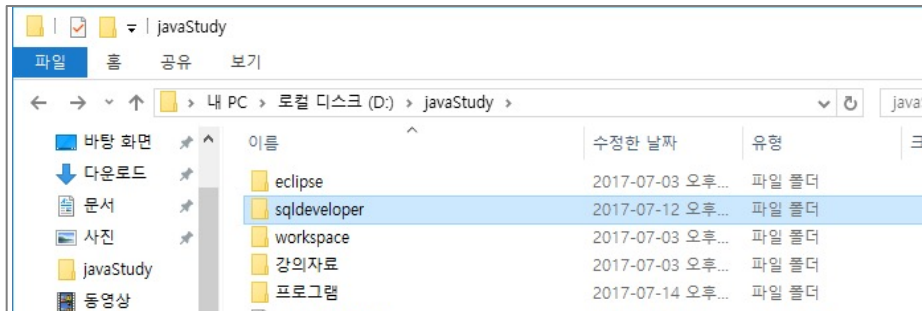 javaStudy
파일 홈 공유 보기
내 PC > 로컬 디스크 (D:) > javaStudy >
바탕 화면
다운로드
문서
사진
javaStudy
동영상
이름 수정한 날짜 유형
eclipse 2017-07-03 오후... 파일 폴더
sqldeveloper 2017-07-12 오후... 파일 폴더
workspace 2017-07-03 오후... 파일 폴더
강의자료 2017-07-03 오후... 파일 폴더
프로그램 2017-07-14 오후... 파일 폴더